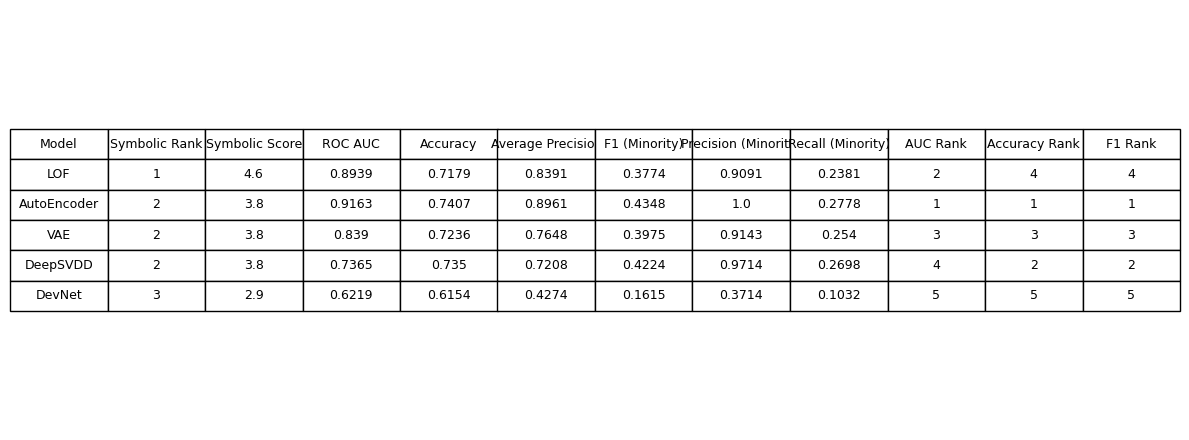 Model Symbolic Rank Symbolic Score ROC AUC Accuracy Average Precisio F1 (Minority) Precision (Minorit Recall (Minority) AUC Rank Accuracy Rank F1 Rank
LOF 1 4.6 0.8939 0.7179 0.8391 0.3774 0.9091 0.2381 2 4 4
AutoEncoder 2 3.8 0.9163 0.7407 0.8961 0.4348 1.0 0.2778 1 1 1
VAE 2 3.8 0.839 0.7236 0.7648 0.3975 0.9143 0.254 3 3 3
DeepSVDD 2 3.8 0.7365 0.735 0.7208 0.4224 0.9714 0.2698 4 2 2
DevNet 3 2.9 0.6219 0.6154 0.4274 0.1615 0.3714 0.1032 5 5 5